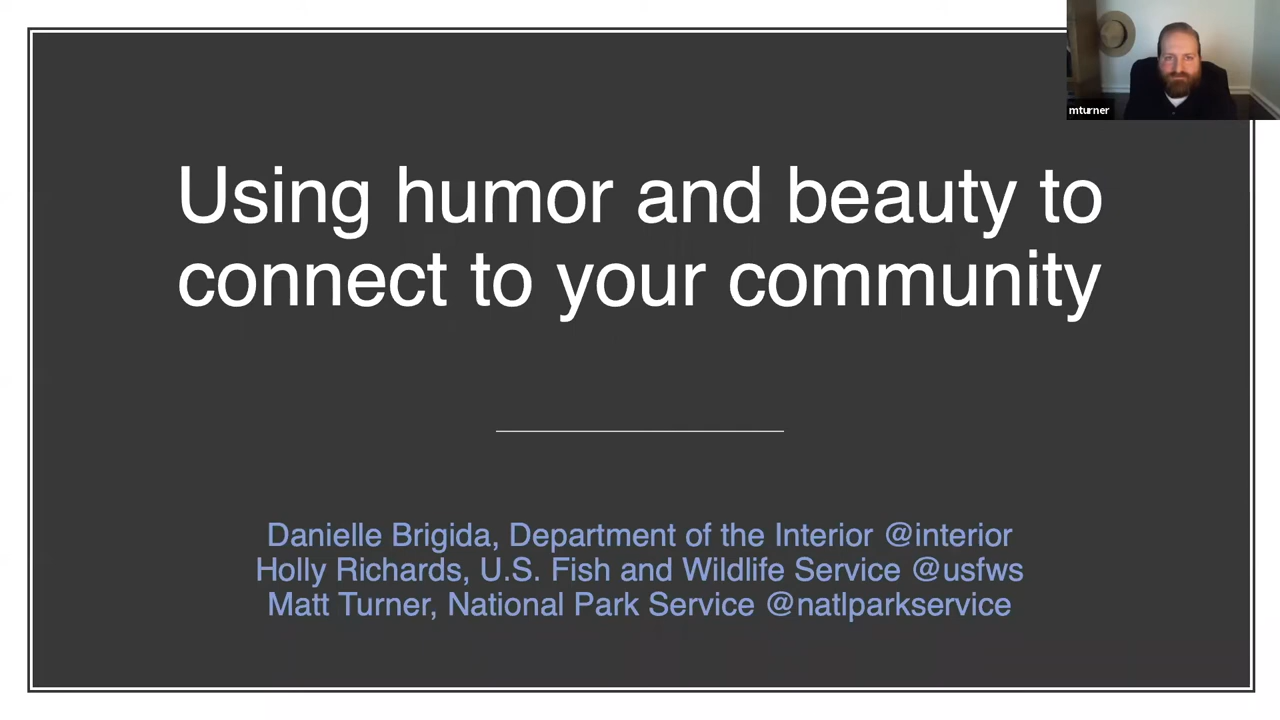 mturner
Using humor and beauty to
connect to your community
Danielle Brigida, Department of the Interior @interior
Holly Richards, U.S. Fish and Wildlife Service @usfws
Matt Turner, National Park Service @natlparkservice